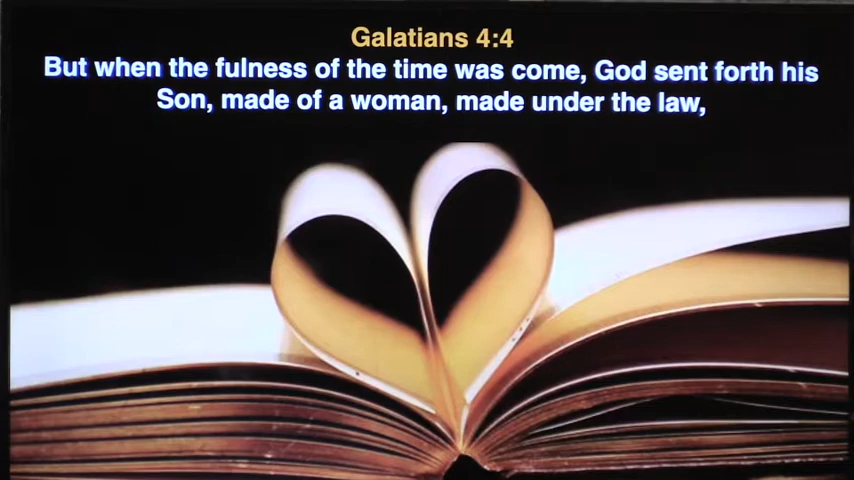 Galatians 4:4
But when the fulness of the time was come, God sent forth his
Son, made of a woman, made under the law,